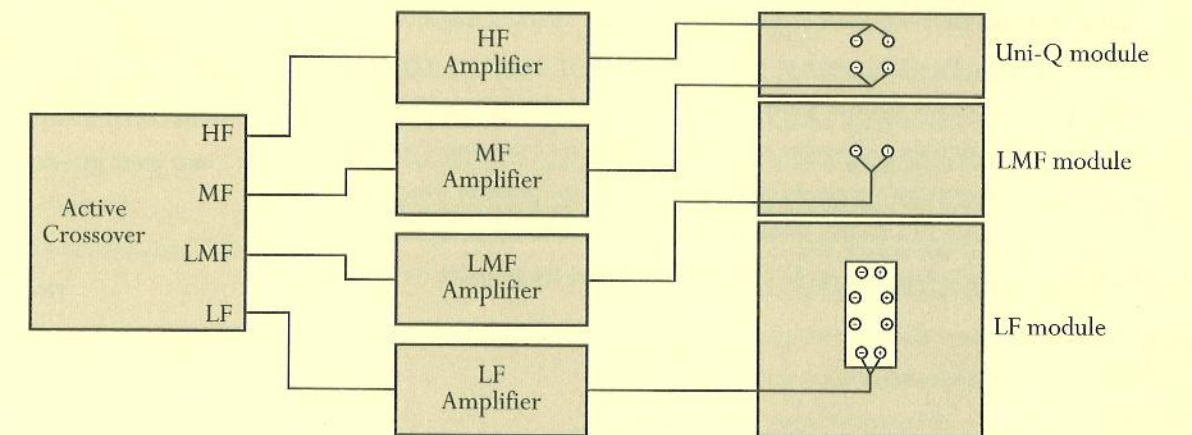 HF
Amplifier
Uni-Q module
HF
MF
Amplifier
LMF module
MF
Active
Crossover
LMF
LMF
Amplifier
LF
LF module
LF
Amplifier